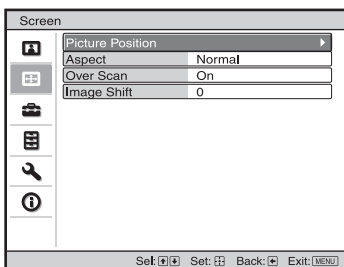 Screen
Picture Position
Aspect Normal
Over Scan On
Image Shift 0
Sel: Set: Back: Exit: MENU